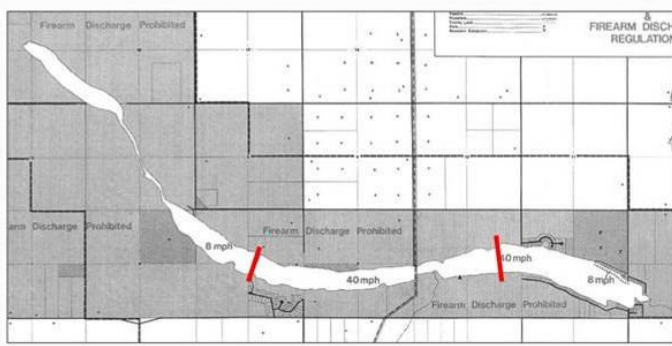 Firearm Discharge Prohibited
&
FIREARM DISCH
REGULATION
arm Discharge Prohibited
Firearm Discharge Prohibited
8 mph
40 mph
40 mph
8 mph
Firearm Discharge Prohibited